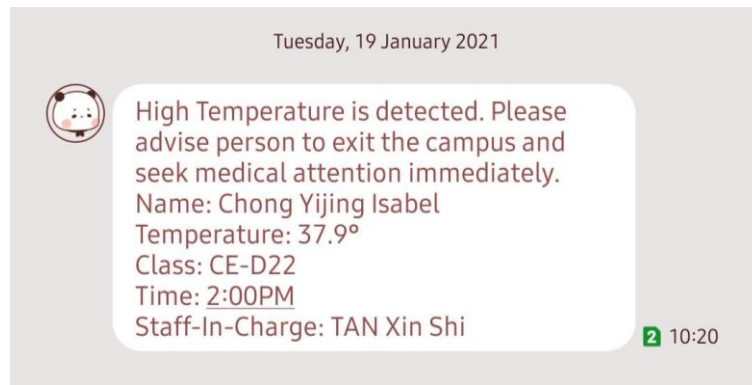 Tuesday, 19 January 2021
High Temperature is detected. Please
advise person to exit the campus and
seek medical attention immediately.
Name: Chong Yijing Isabel
Temperature: 37.9°
Class: CE-D22
Time: 2:00PM
Staff-In-Charge: TAN Xin Shi
2 10:20